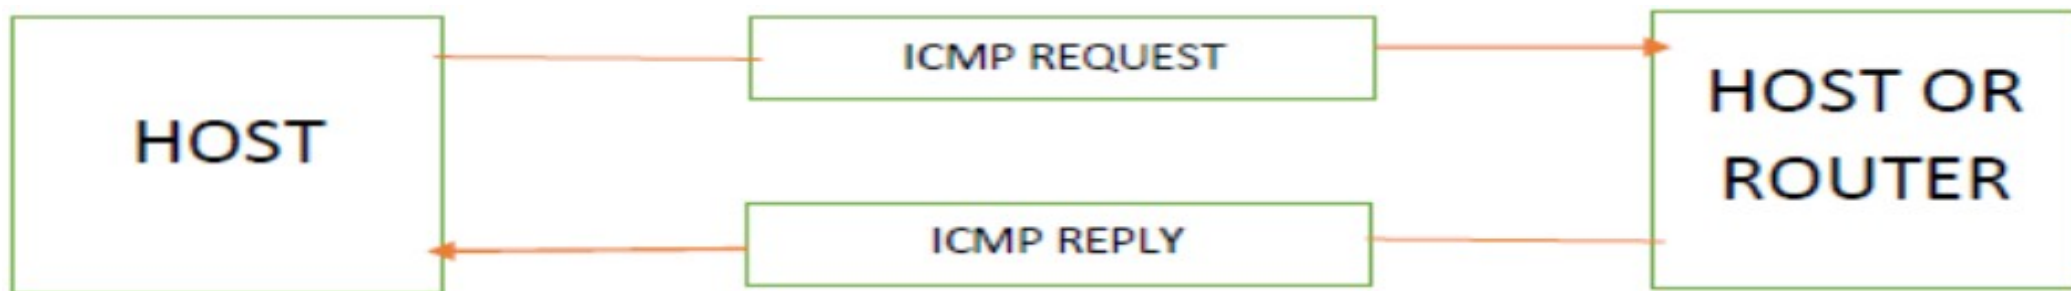 HOST
ICMP REQUEST
ICMP REPLY
HOST OR
ROUTER